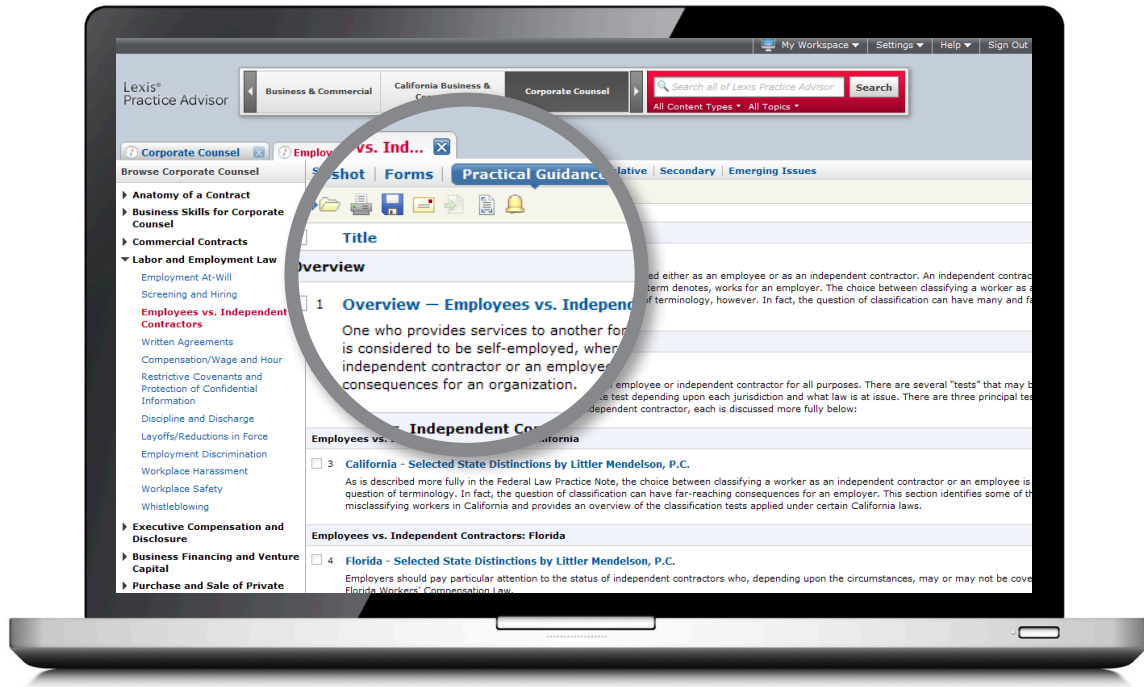 My Workspace ▾ Settings ▾ Help ▾ Sign Out
Lexis®
Practice Advisor
Business & Commercial
California Business &
Corporate Counsel
Search all of Lexis Practice Advisor
Search
All Content Types ▾ All Topics ▾
Corporate Counsel
Emplo vs. Ind...
Browse Corporate Counsel
shot | Forms | Practical Guidance lative | Secondary | Emerging Issues
Anatomy of a Contract
Business Skills for Corporate
Counsel
Commercial Contracts
Labor and Employment Law
Employment At-Will
Screening and Hiring
Employees vs. Independent
Contractors
Written Agreements
Compensation/Wage and Hour
Restrictive Covenants and
Protection of Confidential
Information
Discipline and Discharge
Layoffs/Reductions in Force
Employment Discrimination
Workplace Harassment
Workplace Safety
Whistleblowing
Executive Compensation and
Disclosure
Business Financing and Venture
Capital
Purchase and Sale of Private
Title
Overview
1 Overview — Employees vs. Independ
One who provides services to another for
is considered to be self-employed, wher
independent contractor or an employe
consequences for an organization.
ed either as an employee or as an independent contractor. An independent contrac
term denotes, works for an employer. The choice between classifying a worker as a
of terminology, however. In fact, the question of classification can have many and fa
employee or independent contractor for all purposes. There are several "tests" that may b
te test depending upon each jurisdiction and what law is at issue. There are three principal tes
dependent contractor, each is discussed more fully below:
. Independent Co
Employees vs. ifornia
3 California - Selected State Distinctions by Littler Mendelson, P.C.
As is described more fully in the Federal Law Practice Note, the choice between classifying a worker as an independent contractor or an employee is
question of terminology. In fact, the question of classification can have far-reaching consequences for an employer. This section identifies some of th
misclassifying workers in California and provides an overview of the classification tests applied under certain California laws.
Employees vs. Independent Contractors: Florida
4 Florida - Selected State Distinctions by Littler Mendelson, P.C.
Employers should pay particular attention to the status of independent contractors who, depending upon the circumstances, may or may not be cove
Florida Workers' Compensation Law.